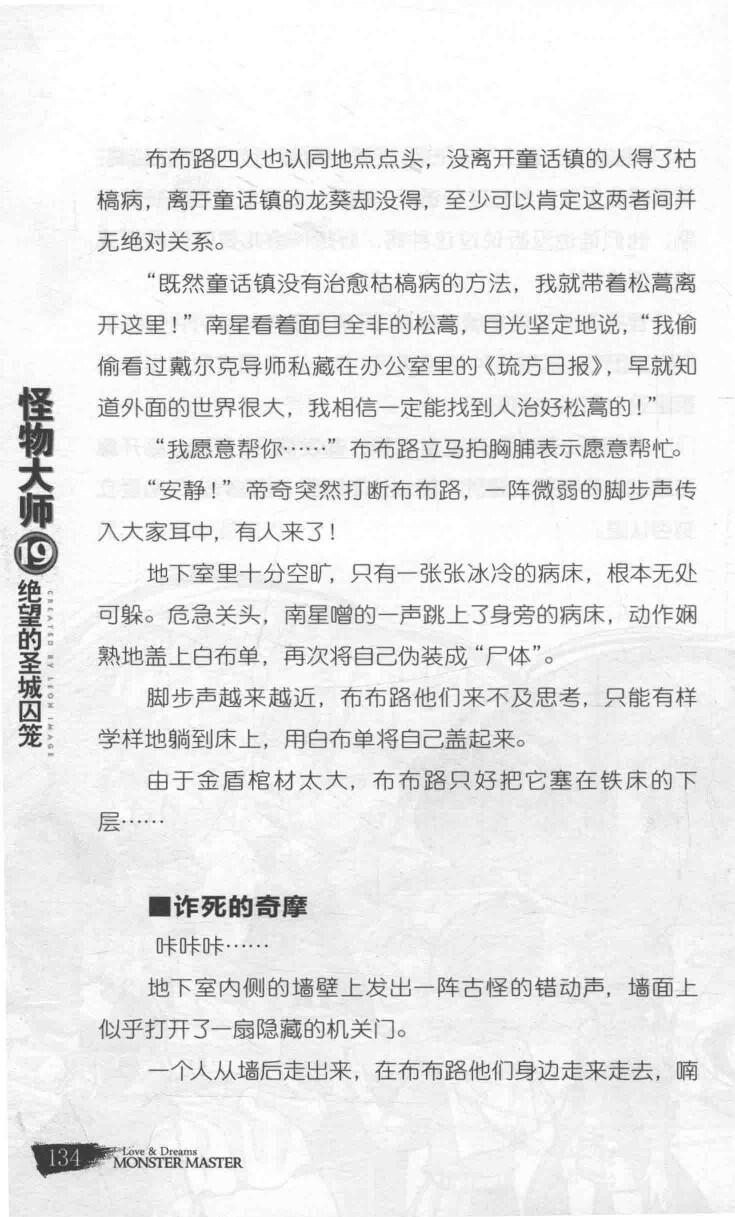 布布路四人也认同地点点头，没离开童话镇的人得了枯
槁病，离开童话镇的龙葵却没得，至少可以肯定这两者间并
无绝对关系。
“既然童话镇没有治愈枯槁病的方法，我就带着松蒿离
开这里！”南星看着面目全非的松蒿，目光坚定地说，“我偷
偷看过戴尔克导师私藏在办公室里的《琉方日报》，早就知
道外面的世界很大，我相信一定能找到人治好松蒿的！”
“我愿意帮你……”布布路立马拍胸脯表示愿意帮忙。
“安静！”帝奇突然打断布布路，一阵微弱的脚步声传
入大家耳中，有人来了！
地下室里十分空旷，只有一张张冰冷的病床，根本无处
可躲。危急关头，南星噌的一声跳上了身旁的病床，动作娴
熟地盖上白布单，再次将自己伪装成“尸体”。
脚步声越来越近，布布路他们来不及思考，只能有样
学样地躺到床上，用白布单将自己盖起来。
由于金盾棺材太大，布布路只好把它塞在铁床的下
层……
■诈死的奇摩
咔咔咔……
地下室内侧的墙壁上发出一阵古怪的错动声，墙面上
似乎打开了一扇隐藏的机关门。
一个人从墙后走出来，在布布路他们身边走来走去，喃
怪物大师
19
绝望的圣城囚笼
CREATED BY LEON IMAGE
134
Love & Dreams
MONSTER MASTER